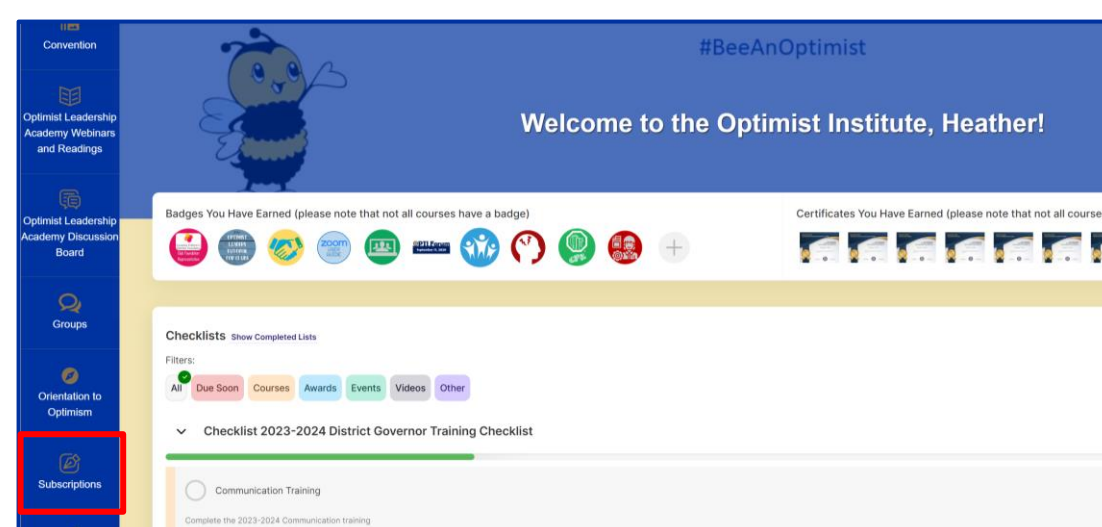 Convention
Optimist Leadership
Academy Webinars
and Readings
Optimist Leadership
Academy Discussion
Board
Groups
Orientation to
Optimism
Subscriptions
#BeeAnOptimist
Welcome to the Optimist Institute, Heather!
Badges You Have Earned (please note that not all courses have a badge)
zoom
CPE
Certificates You Have Earned (please note that not all course
Checklists Show Completed Lists
Filters:
All Due Soon Courses Awards Events Videos Other
Checklist 2023-2024 District Governor Training Checklist
Communication Training
Complete the 2023-2024 Communication training